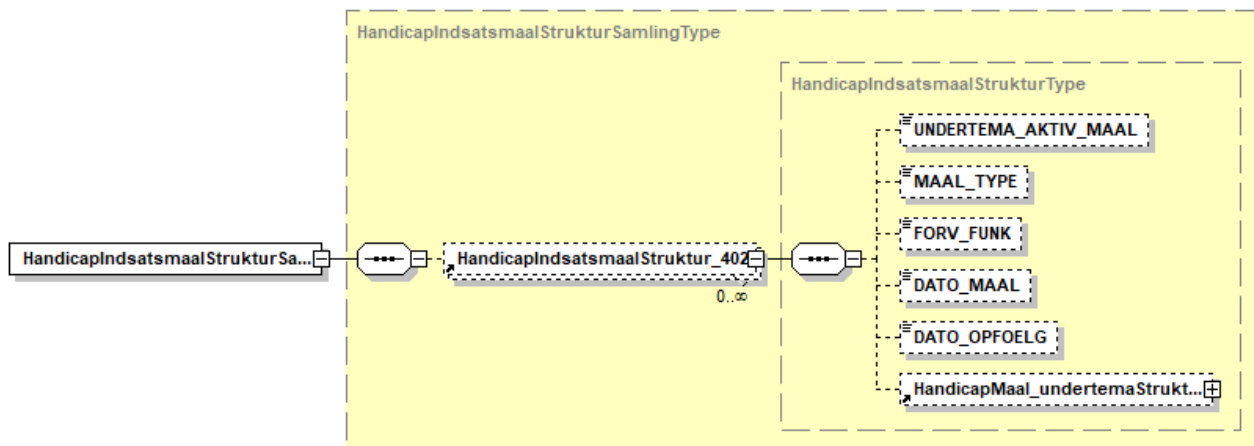 HandicapIndsatsmaalStrukturSamlingType
HandicapIndsatsmaalStrukturType
UNDERTEMA_AKTIV_MAAL
MAAL_TYPE
FORV_FUNK
HandicapIndsatsmaalStrukturSa...
HandicapIndsatsmaalStruktur_402
0..∞
DATO_MAAL
DATO_OPFOELG
HandicapMaal_undertemaStrukt...